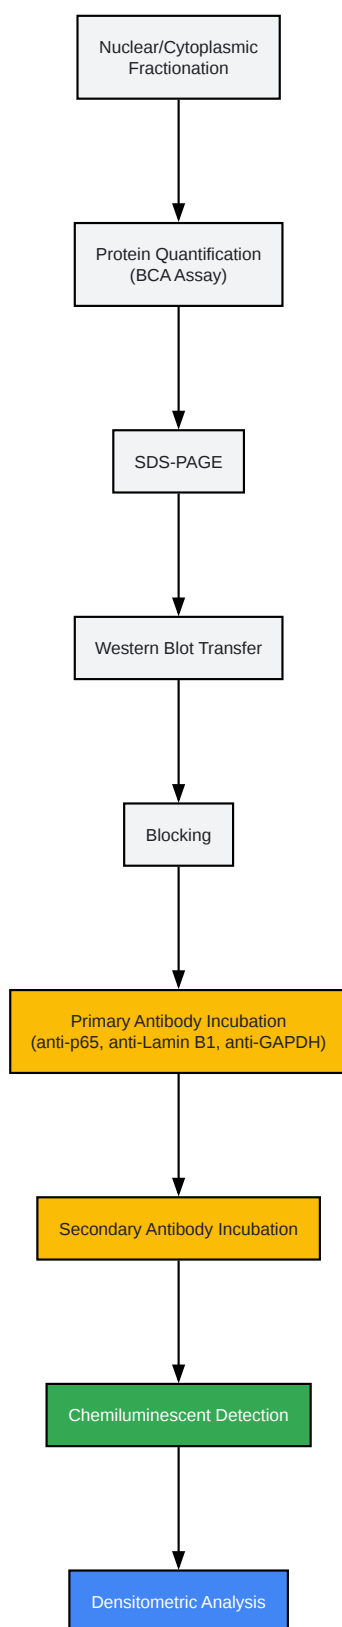 Nuclear/Cytoplasmic
Fractionation
Protein Quantification
(BCA Assay)
SDS-PAGE
Western Blot Transfer
Blocking
Primary Antibody Incubation
(anti-p65, anti-Lamin B1, anti-GAPDH)
Secondary Antibody Incubation
Chemiluminescent Detection
Densitometric Analysis